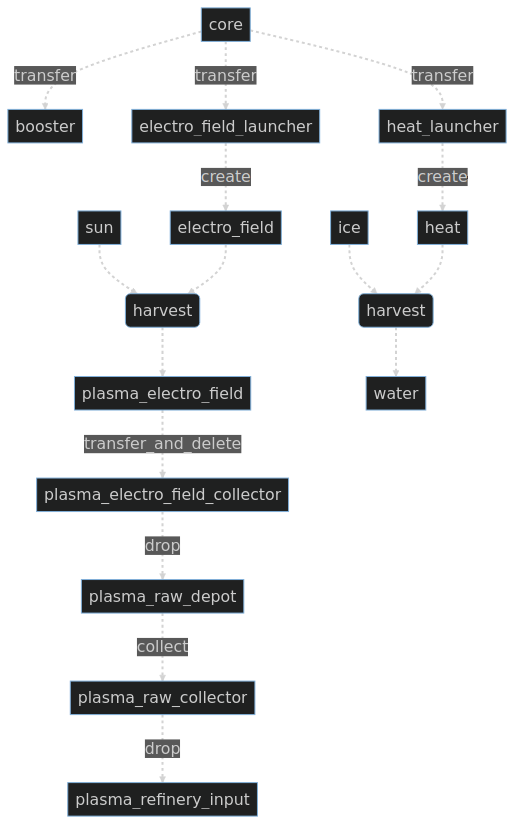 core
transfer
transfer
transfer
booster
electro_field_launcher
heat_launcher
create
create
sun
electro_field
ice
heat
harvest
harvest
plasma_electro_field
water
transfer_and_delete
plasma_electro_field_collector
drop
plasma_raw_depot
collect
plasma_raw_collector
drop
plasma_refinery_input